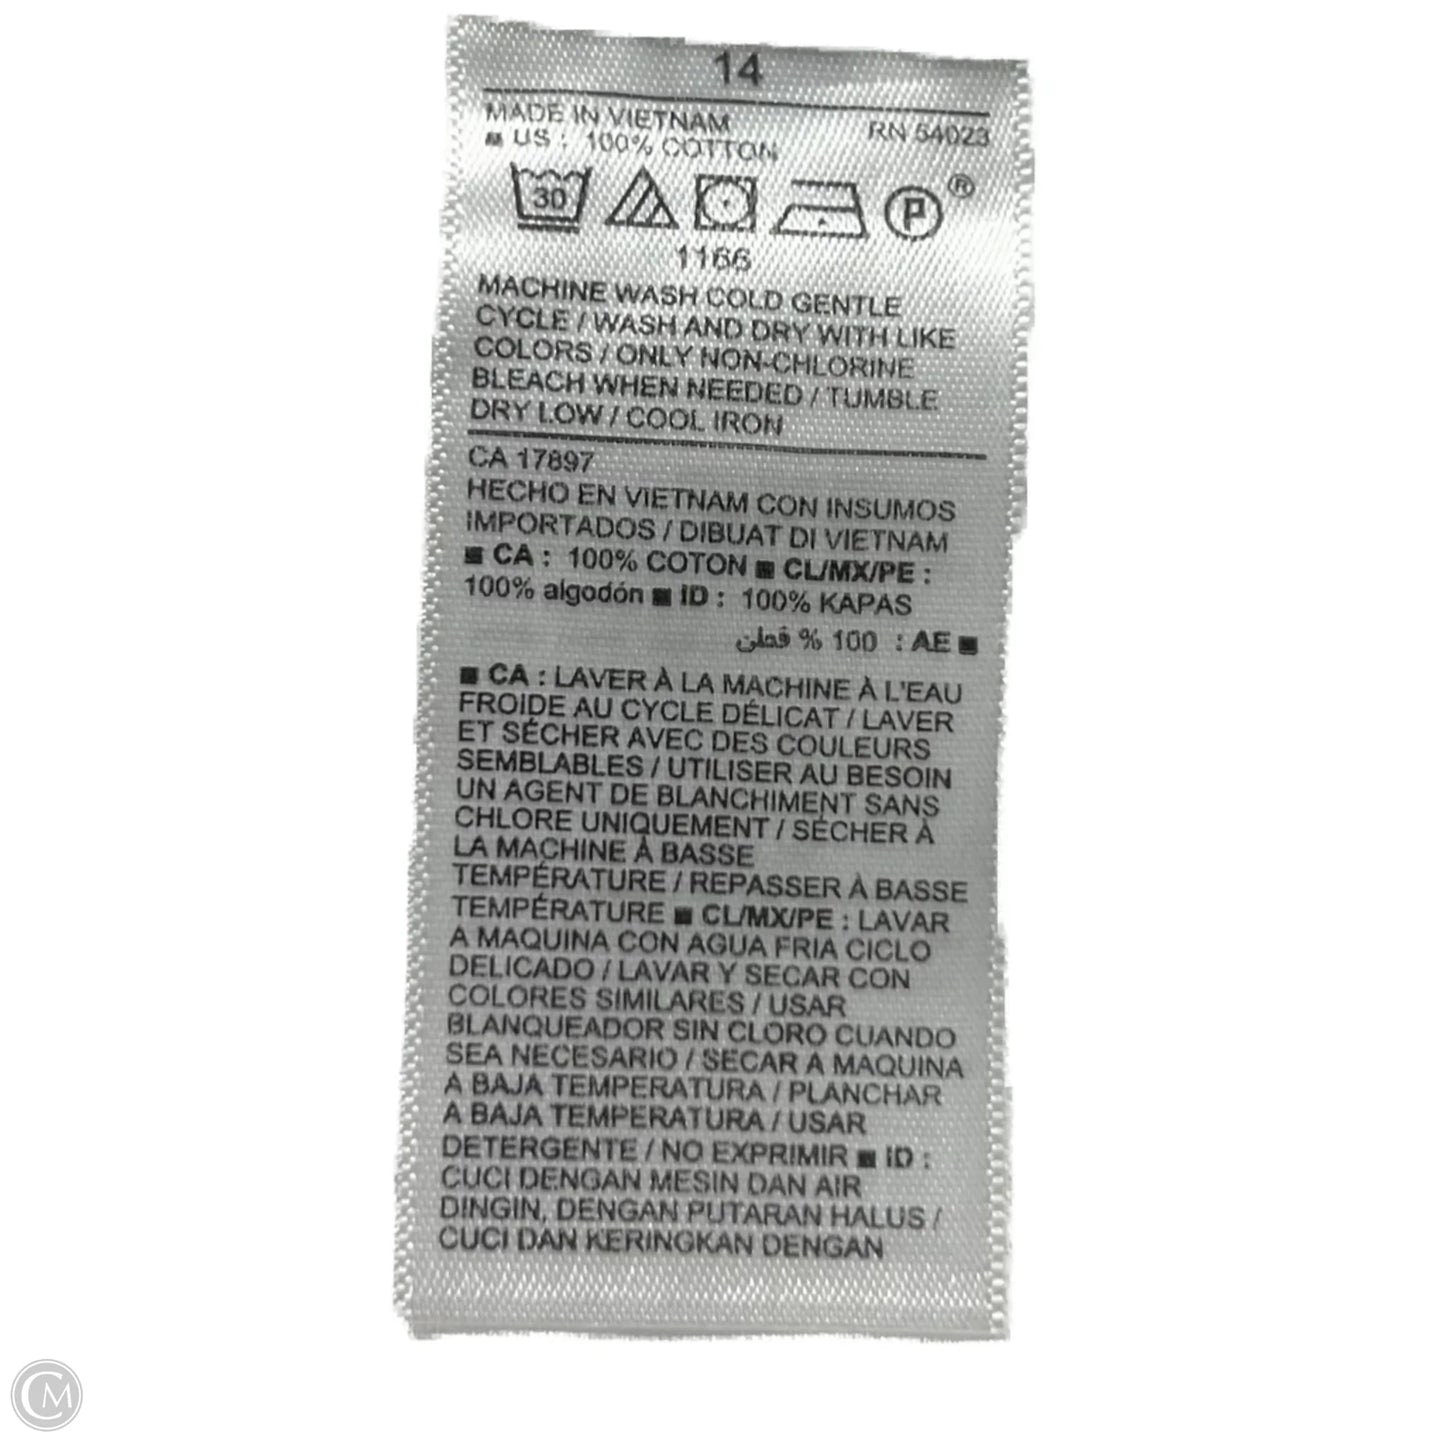 14
MADE IN VIETNAM RN 54023
■ US : 100% COTTON
30 P ®
1166
MACHINE WASH COLD GENTLE
CYCLE / WASH AND DRY WITH LIKE
COLORS / ONLY NON-CHLORINE
BLEACH WHEN NEEDED / TUMBLE
DRY LOW / COOL IRON
CA 17897
HECHO EN VIETNAM CON INSUMOS
IMPORTADOS / DIBUAT DI VIETNAM
■ CA : 100% COTON ■ CL/MX/PE :
100% algodón ■ ID : 100% KAPAS
■ AE : 100 % قطن
■ CA : LAVER À LA MACHINE À L'EAU
FROIDE AU CYCLE DÉLICAT / LAVER
ET SÉCHER AVEC DES COULEURS
SEMBLABLES / UTILISER AU BESOIN
UN AGENT DE BLANCHIMENT SANS
CHLORE UNIQUEMENT / SÉCHER À
LA MACHINE À BASSE
TEMPÉRATURE / REPASSER À BASSE
TEMPÉRATURE ■ CL/MX/PE : LAVAR
A MAQUINA CON AGUA FRIA CICLO
DELICADO / LAVAR Y SECAR CON
COLORES SIMILARES / USAR
BLANQUEADOR SIN CLORO CUANDO
SEA NECESARIO / SECAR A MAQUINA
A BAJA TEMPERATURA / PLANCHAR
A BAJA TEMPERATURA / USAR
DETERGENTE / NO EXPRIMIR ■ ID :
CUCI DENGAN MESIN DAN AIR
DINGIN, DENGAN PUTARAN HALUS /
CUCI DAN KERINGKAN DENGAN
CM